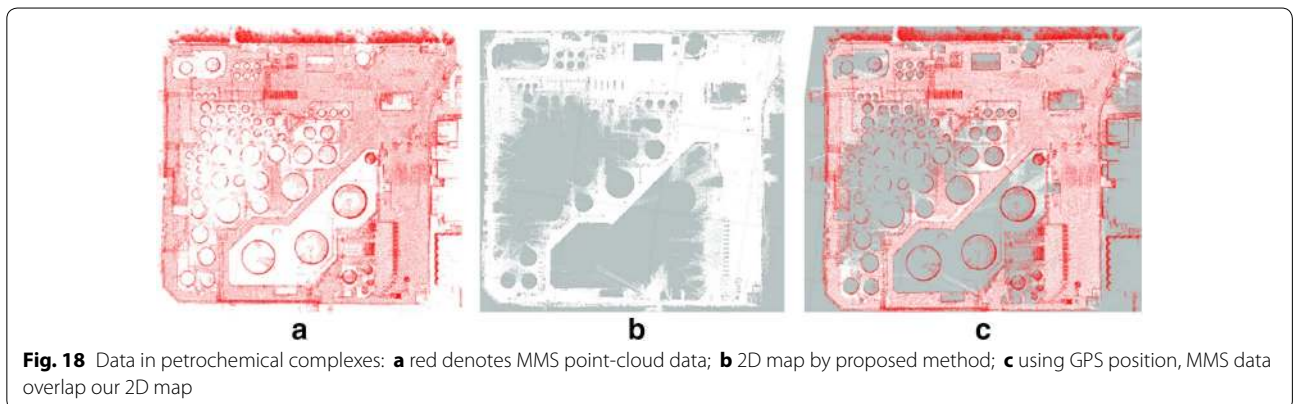 a
b
c
Fig. 18 Data in petrochemical complexes: a red denotes MMS point-cloud data; b 2D map by proposed method; c using GPS position, MMS data
overlap our 2D map